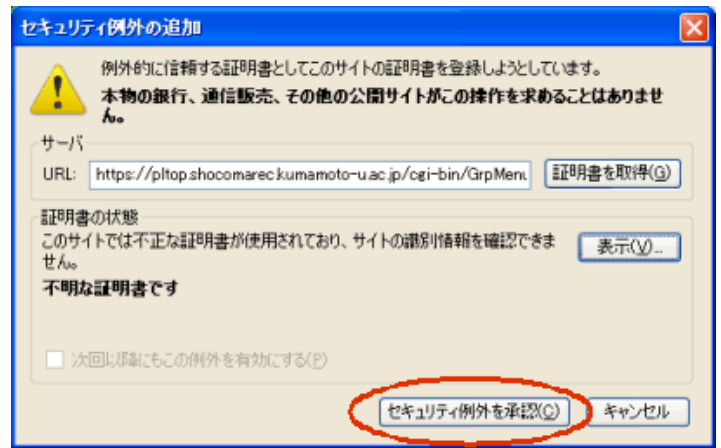 セキュリティ例外の追加
例外的に信頼する証明書としてこのサイトの証明書を登録しようとしています。
本物の銀行、通信販売、その他の公開サイトがこの操作を求めることはありませ
ん。
サーバ
URL: https://pltop.shocomarec.kumamoto-u.ac.jp/cgi-bin/GrpMenu 証明書を取得(G)
証明書の状態
このサイトでは不正な証明書が使用されており、サイトの識別情報を確認できま
せん。
表示(V)...
不明な証明書です
次回以降にもこの例外を有効にする(P)
セキュリティ例外を承認(C) キャンセル